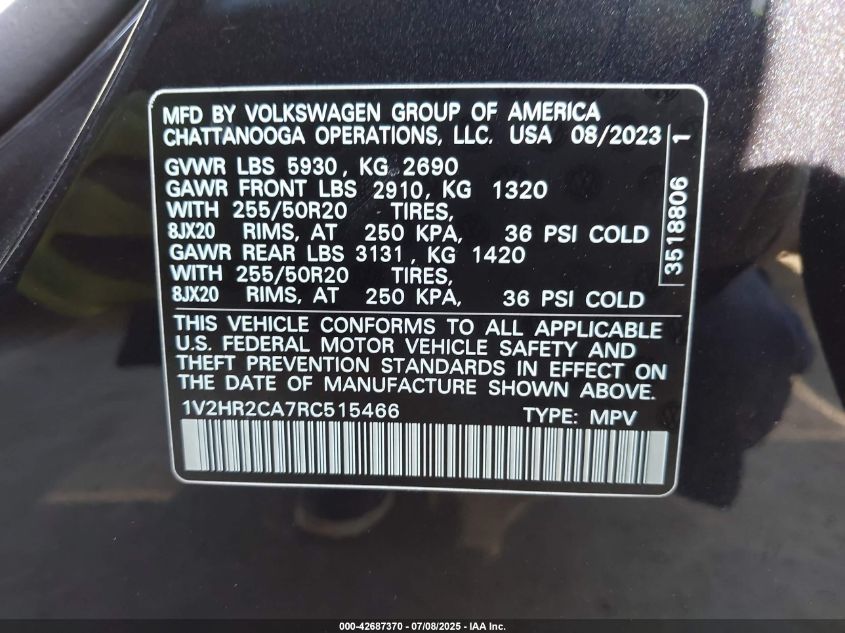 MFD BY VOLKSWAGEN GROUP OF AMERICA
CHATTANOOGA OPERATIONS, LLC. USA 08/2023
GVWR LBS 5930, KG 2690
GAWR FRONT LBS 2910, KG 1320
WITH 255/50R20 TIRES,
8JX20 RIMS, AT 250 KPA, 36 PSI COLD
GAWR REAR LBS 3131, KG 1420
WITH 255/50R20 TIRES,
8JX20 RIMS, AT 250 KPA, 36 PSI COLD
THIS VEHICLE CONFORMS TO ALL APPLICABLE
U.S. FEDERAL MOTOR VEHICLE SAFETY AND
THEFT PREVENTION STANDARDS IN EFFECT ON
THE DATE OF MANUFACTURE SHOWN ABOVE.
1V2HR2CA7RC515466 TYPE: MPV
3518806 1
000-42687370 - 07/08/2025 - IAA Inc.